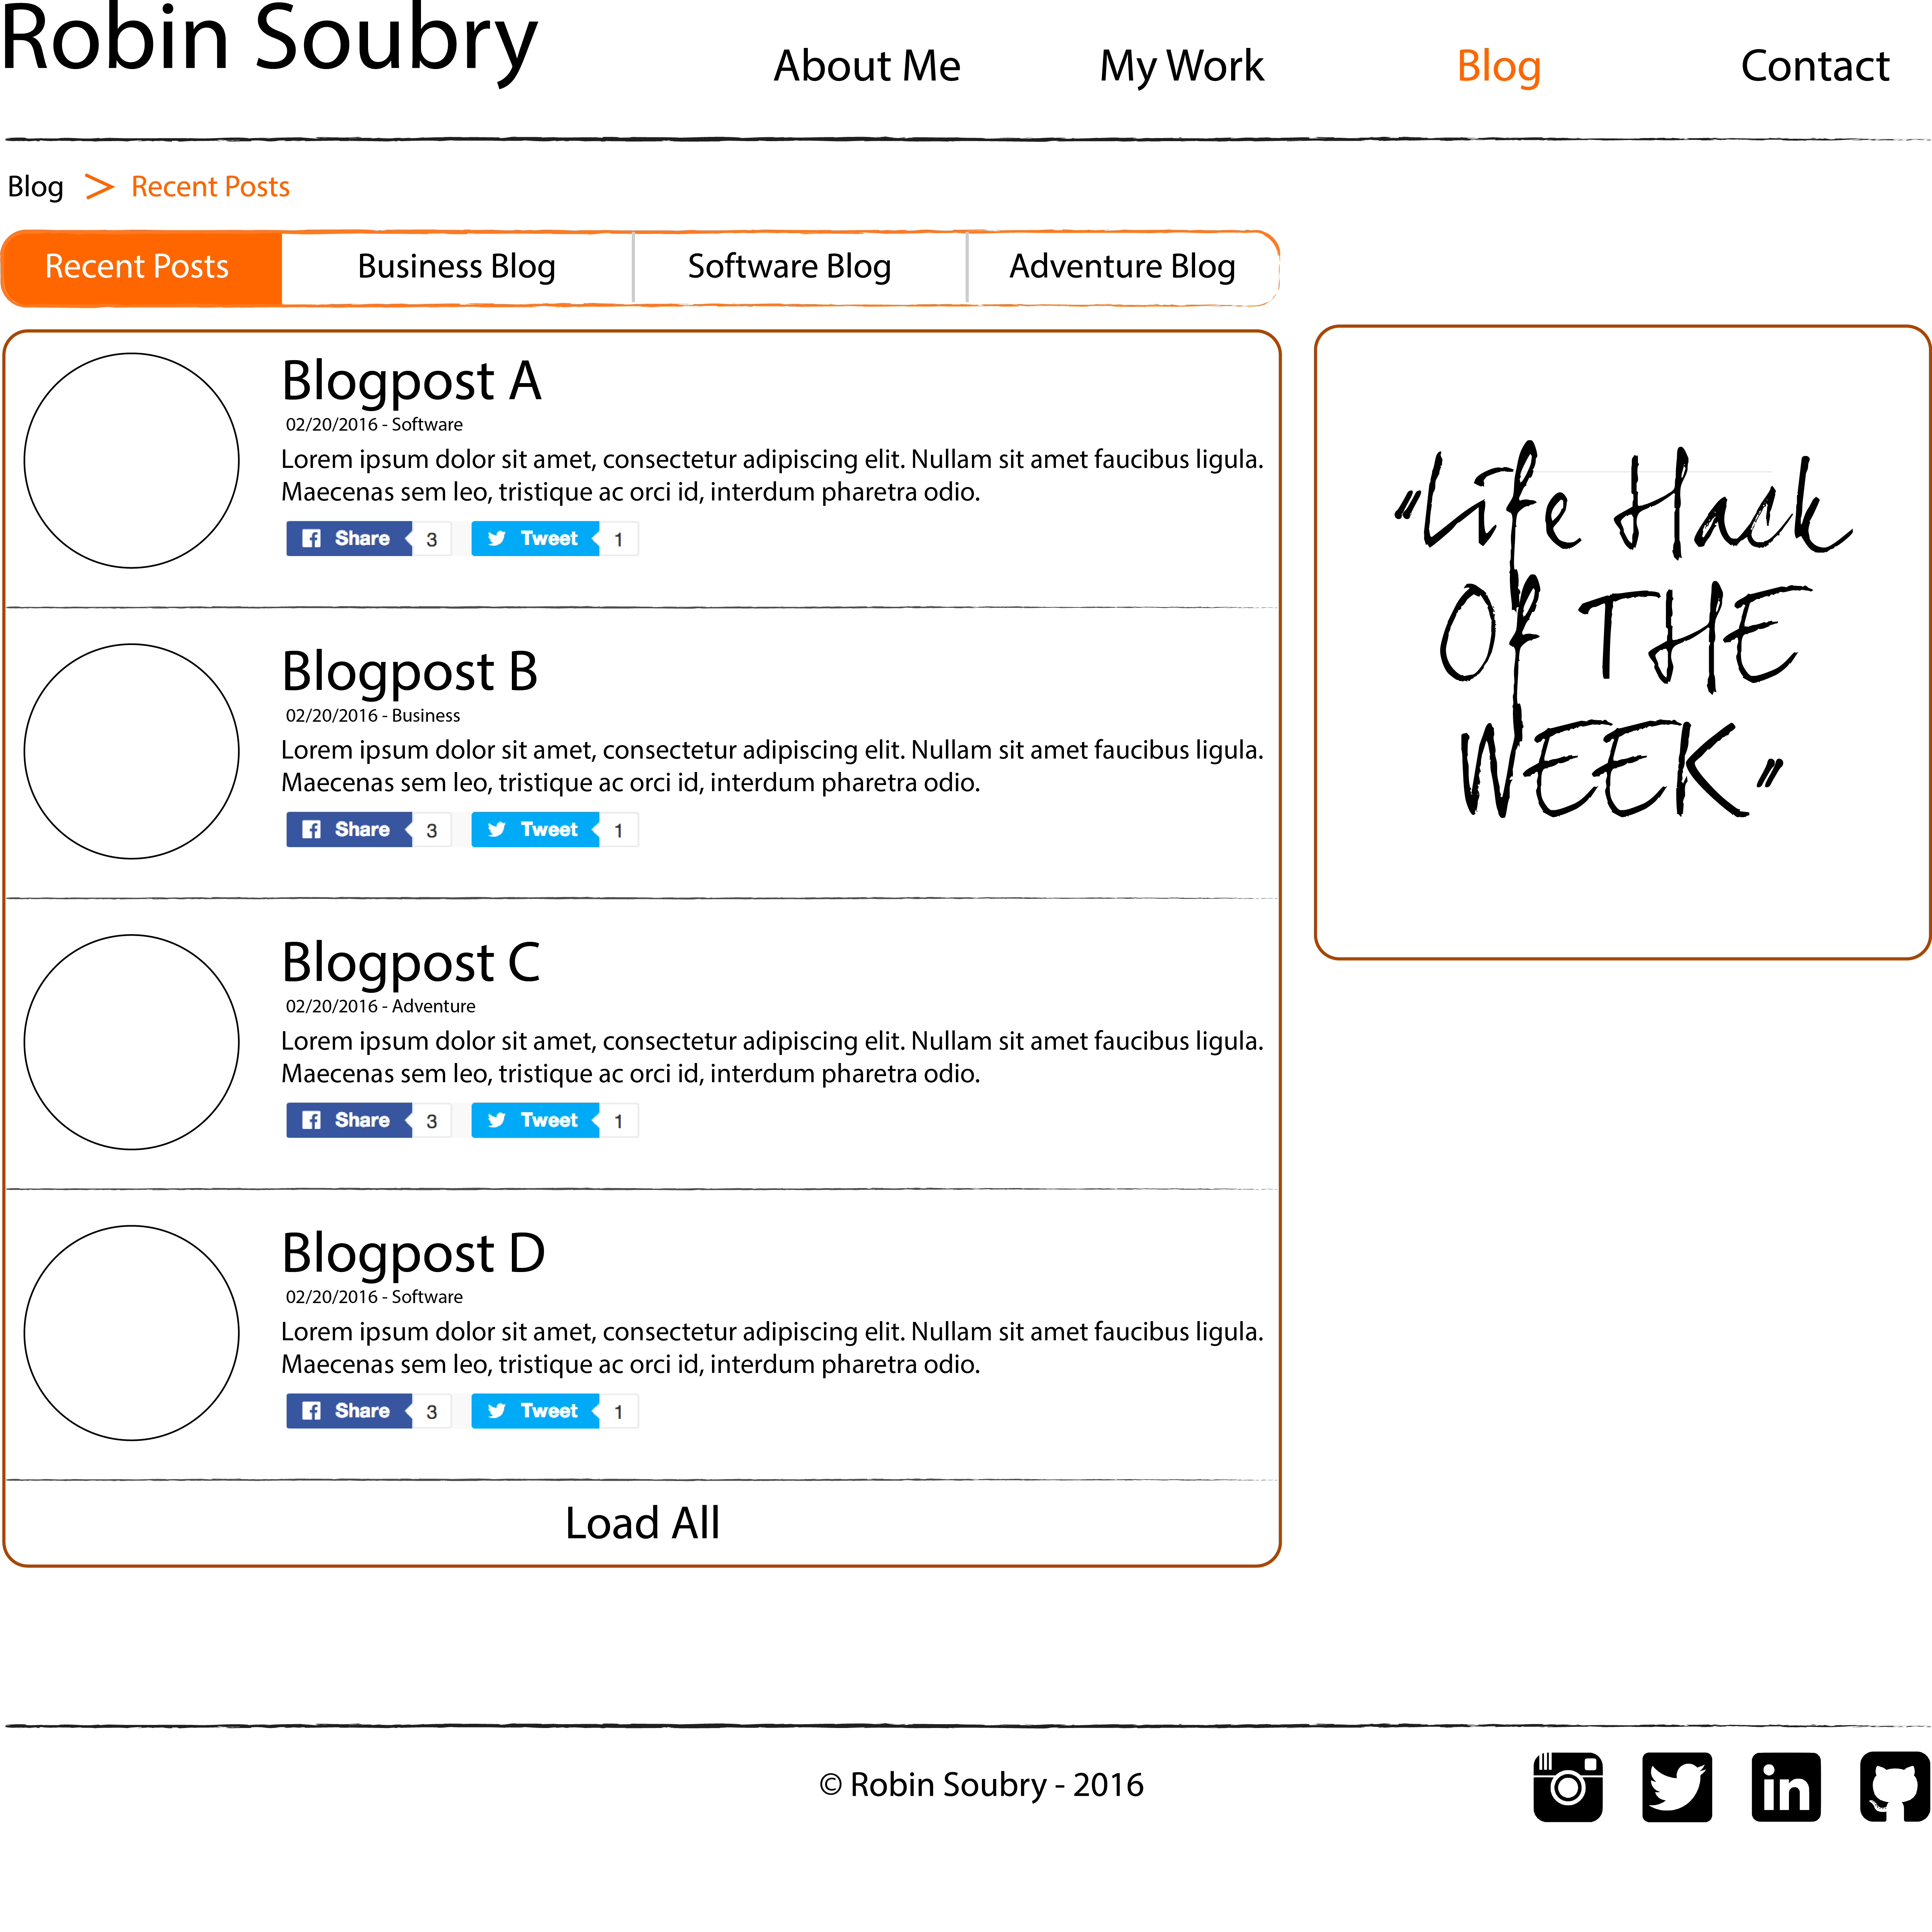 Robin Soubry
About Me
My Work
Blog
Contact
Blog > Recent Posts
Recent Posts
Business Blog
Software Blog
Adventure Blog
Blogpost A
02/20/2016 - Software
Lorem ipsum dolor sit amet, consectetur adipiscing elit. Nullam sit amet faucibus ligula.
Maecenas sem leo, tristique ac orci id, interdum pharetra odio.
Share 3 Tweet 1
Blogpost B
02/20/2016 - Business
Lorem ipsum dolor sit amet, consectetur adipiscing elit. Nullam sit amet faucibus ligula.
Maecenas sem leo, tristique ac orci id, interdum pharetra odio.
Share 3 Tweet 1
Blogpost C
02/20/2016 - Adventure
Lorem ipsum dolor sit amet, consectetur adipiscing elit. Nullam sit amet faucibus ligula.
Maecenas sem leo, tristique ac orci id, interdum pharetra odio.
Share 3 Tweet 1
Blogpost D
02/20/2016 - Software
Lorem ipsum dolor sit amet, consectetur adipiscing elit. Nullam sit amet faucibus ligula.
Maecenas sem leo, tristique ac orci id, interdum pharetra odio.
Share 3 Tweet 1
Load All
"Life Hack
Of THE
WEEK"
© Robin Soubry - 2016
in